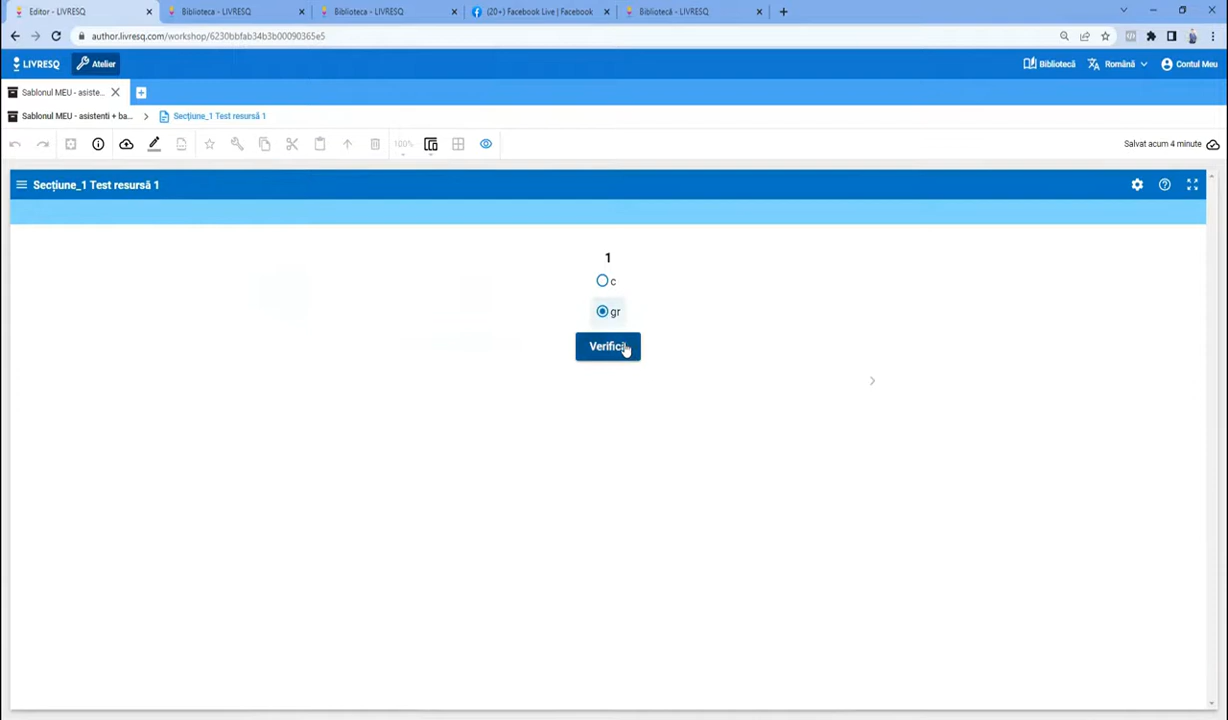 Editor - LIVRESQ
Biblioteca - LIVRESQ
Biblioteca - LIVRESQ
(20+) Facebook Live | Facebook
Bibliotecă - LIVRESQ
author.livresq.com/workshop/6230bbfab34b3b00090365e5
LIVRESQ
Atelier
Bibliotecă
Română
Contul Meu
Sablonul MEU - asiste...
Sablonul MEU - asistenti + ba...
Secțiune_1 Test resursă 1
100%
Salvat acum 4 minute
Secțiune_1 Test resursă 1
1
c
gr
Verifică